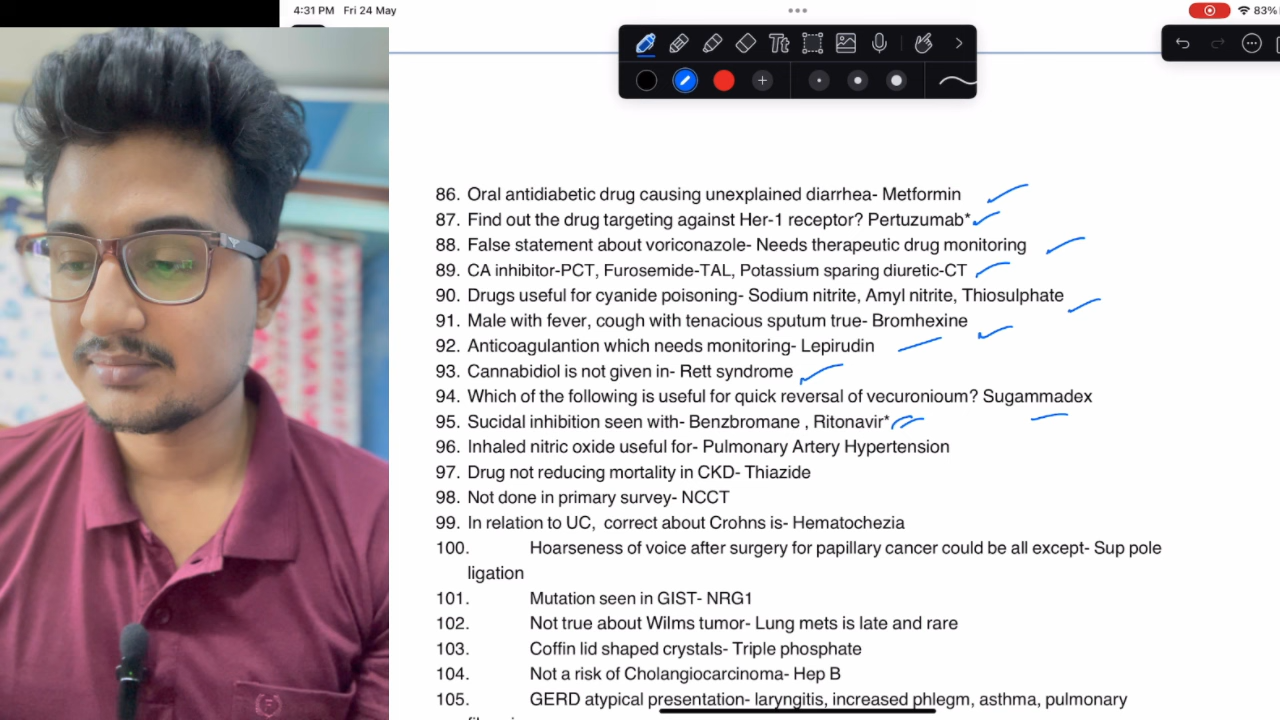 4:31 PM Fri 24 May
83%
Tt
86. Oral antidiabetic drug causing unexplained diarrhea- Metformin
87. Find out the drug targeting against Her-1 receptor? Pertuzumab*
88. False statement about voriconazole- Needs therapeutic drug monitoring
89. CA inhibitor-PCT, Furosemide-TAL, Potassium sparing diuretic-CT
90. Drugs useful for cyanide poisoning- Sodium nitrite, Amyl nitrite, Thiosulphate
91. Male with fever, cough with tenacious sputum true- Bromhexine
92. Anticoagulantion which needs monitoring- Lepirudin
93. Cannabidiol is not given in- Rett syndrome
94. Which of the following is useful for quick reversal of vecuronioum? Sugammadex
95. Sucidal inhibition seen with- Benzbromane , Ritonavir*
96. Inhaled nitric oxide useful for- Pulmonary Artery Hypertension
97. Drug not reducing mortality in CKD- Thiazide
98. Not done in primary survey- NCCT
99. In relation to UC, correct about Crohns is- Hematochezia
100. Hoarseness of voice after surgery for papillary cancer could be all except- Sup pole
ligation
101. Mutation seen in GIST- NRG1
102. Not true about Wilms tumor- Lung mets is late and rare
103. Coffin lid shaped crystals- Triple phosphate
104. Not a risk of Cholangiocarcinoma- Hep B
105. GERD atypical presentation- laryngitis, increased phlegm, asthma, pulmonary